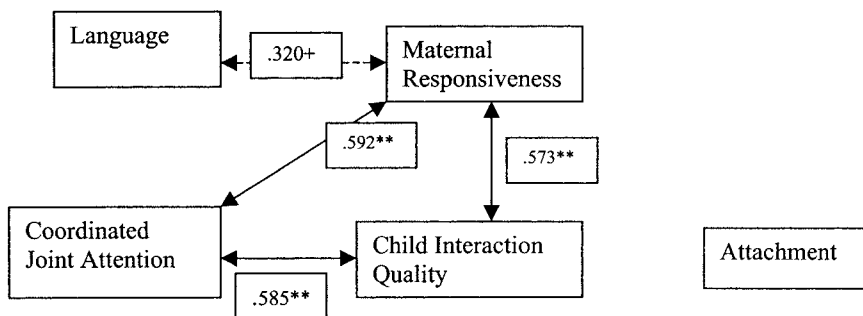 Language
.320+
Maternal
Responsiveness
.592**
.573**
Coordinated
Joint Attention
Child Interaction
Quality
Attachment
.585**